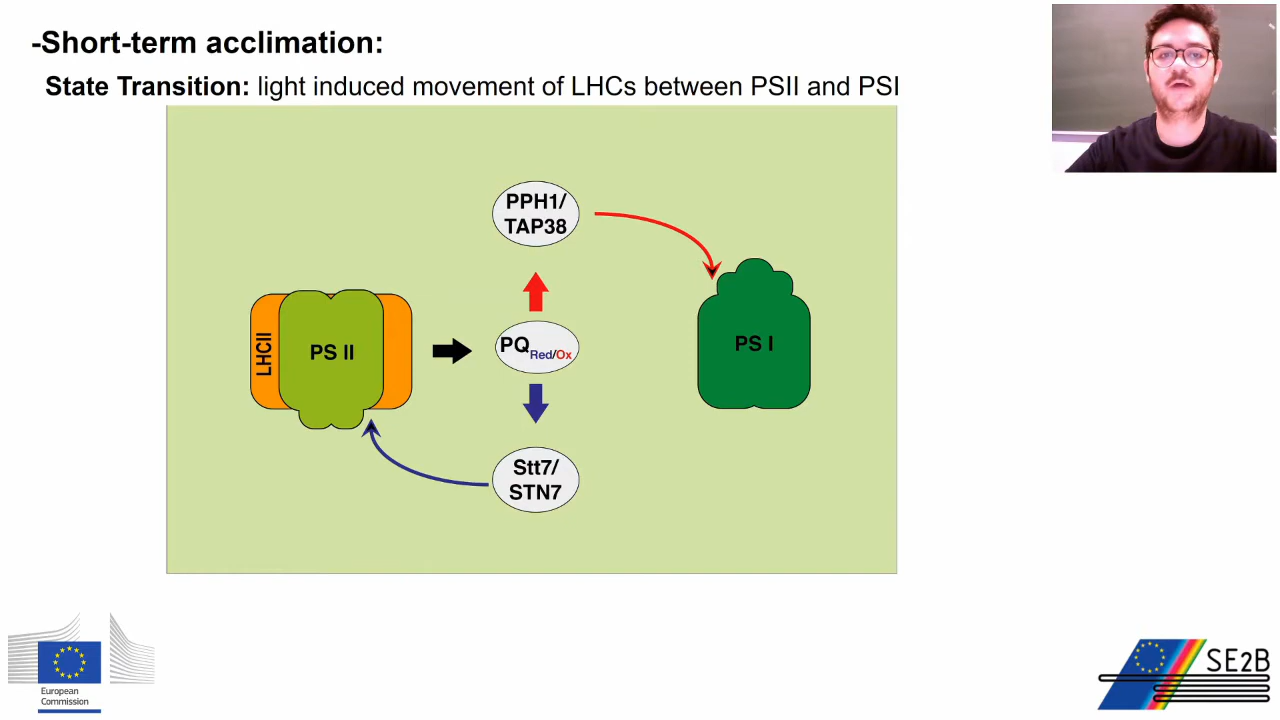 -Short-term acclimation:
State Transition: light induced movement of LHCs between PSII and PSI
PPH1/
TAP38
LHCII
PS II
PQRed/Ox
PS I
Stt7/
STN7
European
Commission
SE2B